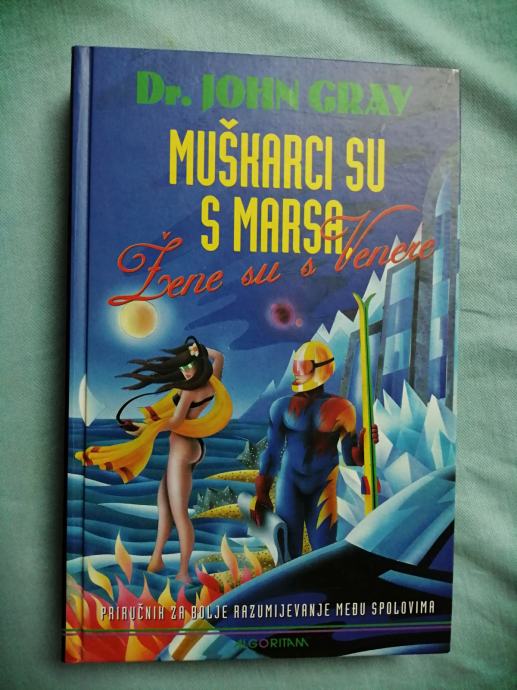 Dr. JOHN GRAY
MUŠKARCI SU
S MARSA,
Žene su s Venere
PRIRUČNIK ZA BOLJE RAZUMIJEVANJE MEĐU SPOLOVIMA
ALGORITAM